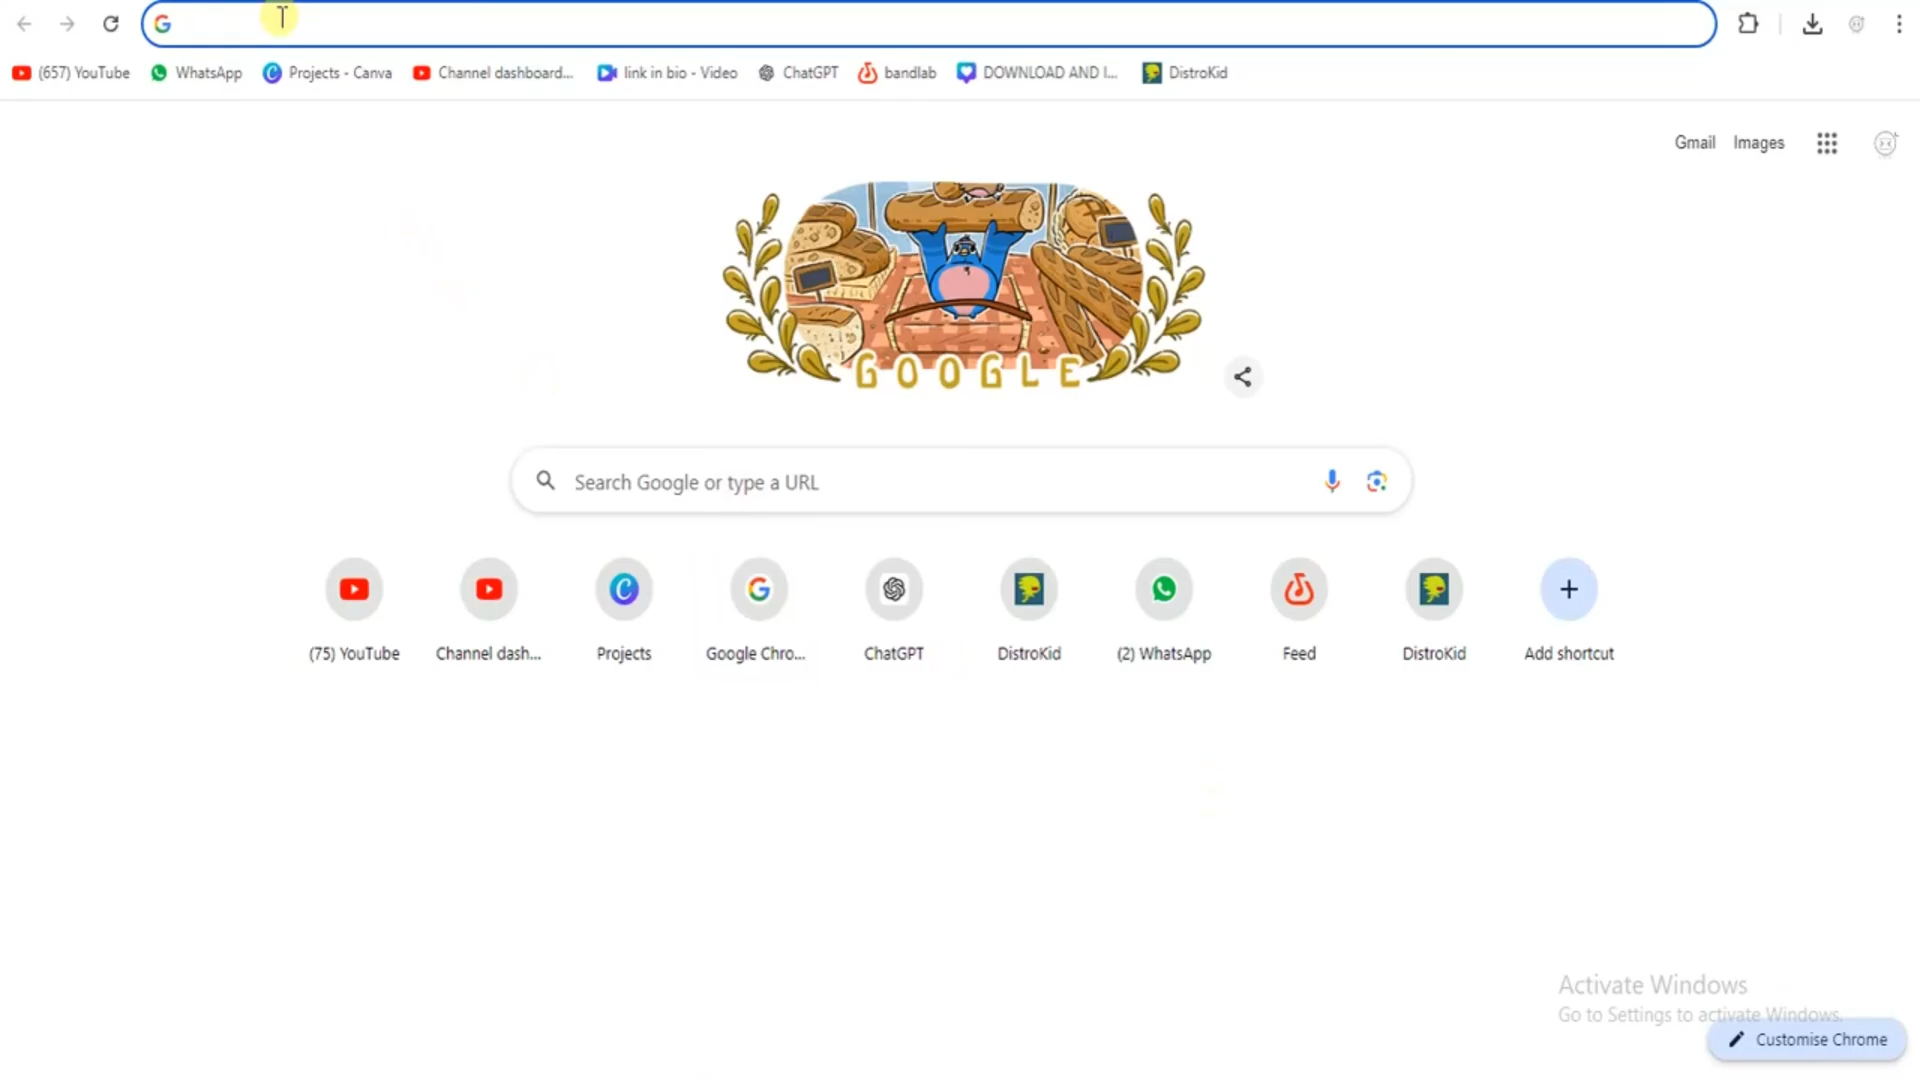 (657) YouTube WhatsApp Projects - Canva Channel dashboard... link in bio - Video ChatGPT bandlab DOWNLOAD AND I... DistroKid
Gmail Images
GOOGLE
Search Google or type a URL
(75) YouTube Channel dash... Projects Google Chro... ChatGPT DistroKid (2) WhatsApp Feed DistroKid Add shortcut
Activate Windows
Go to Settings to activate Windows.
Customise Chrome